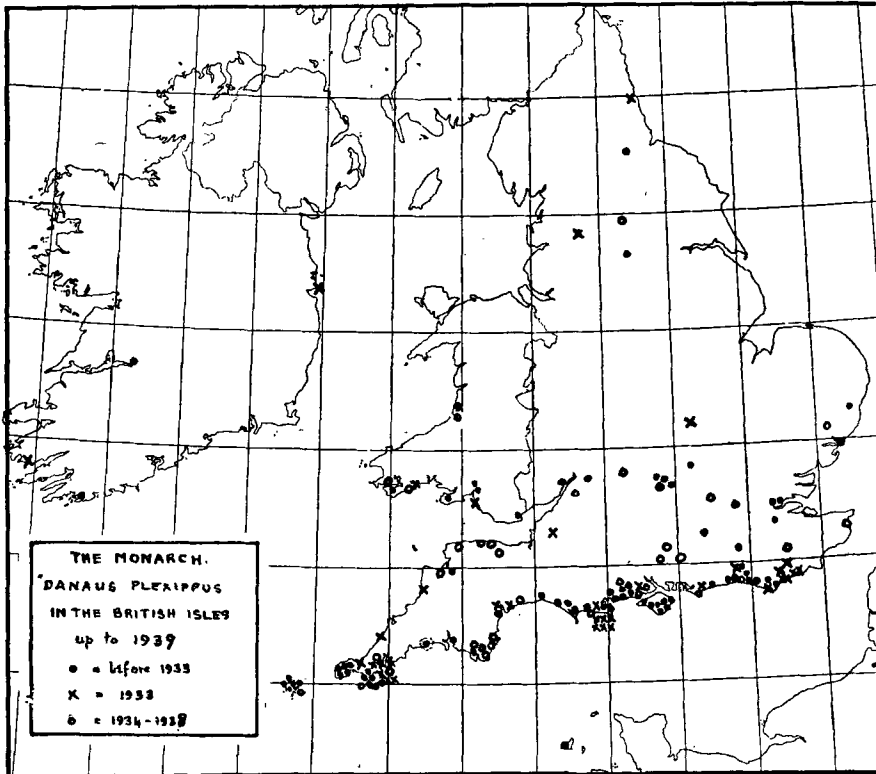 THE MONARCH.
DANAUS PLEXIPPUS
IN THE BRITISH ISLES
up to 1939
● = before 1933
x = 1933
o = 1934-1938